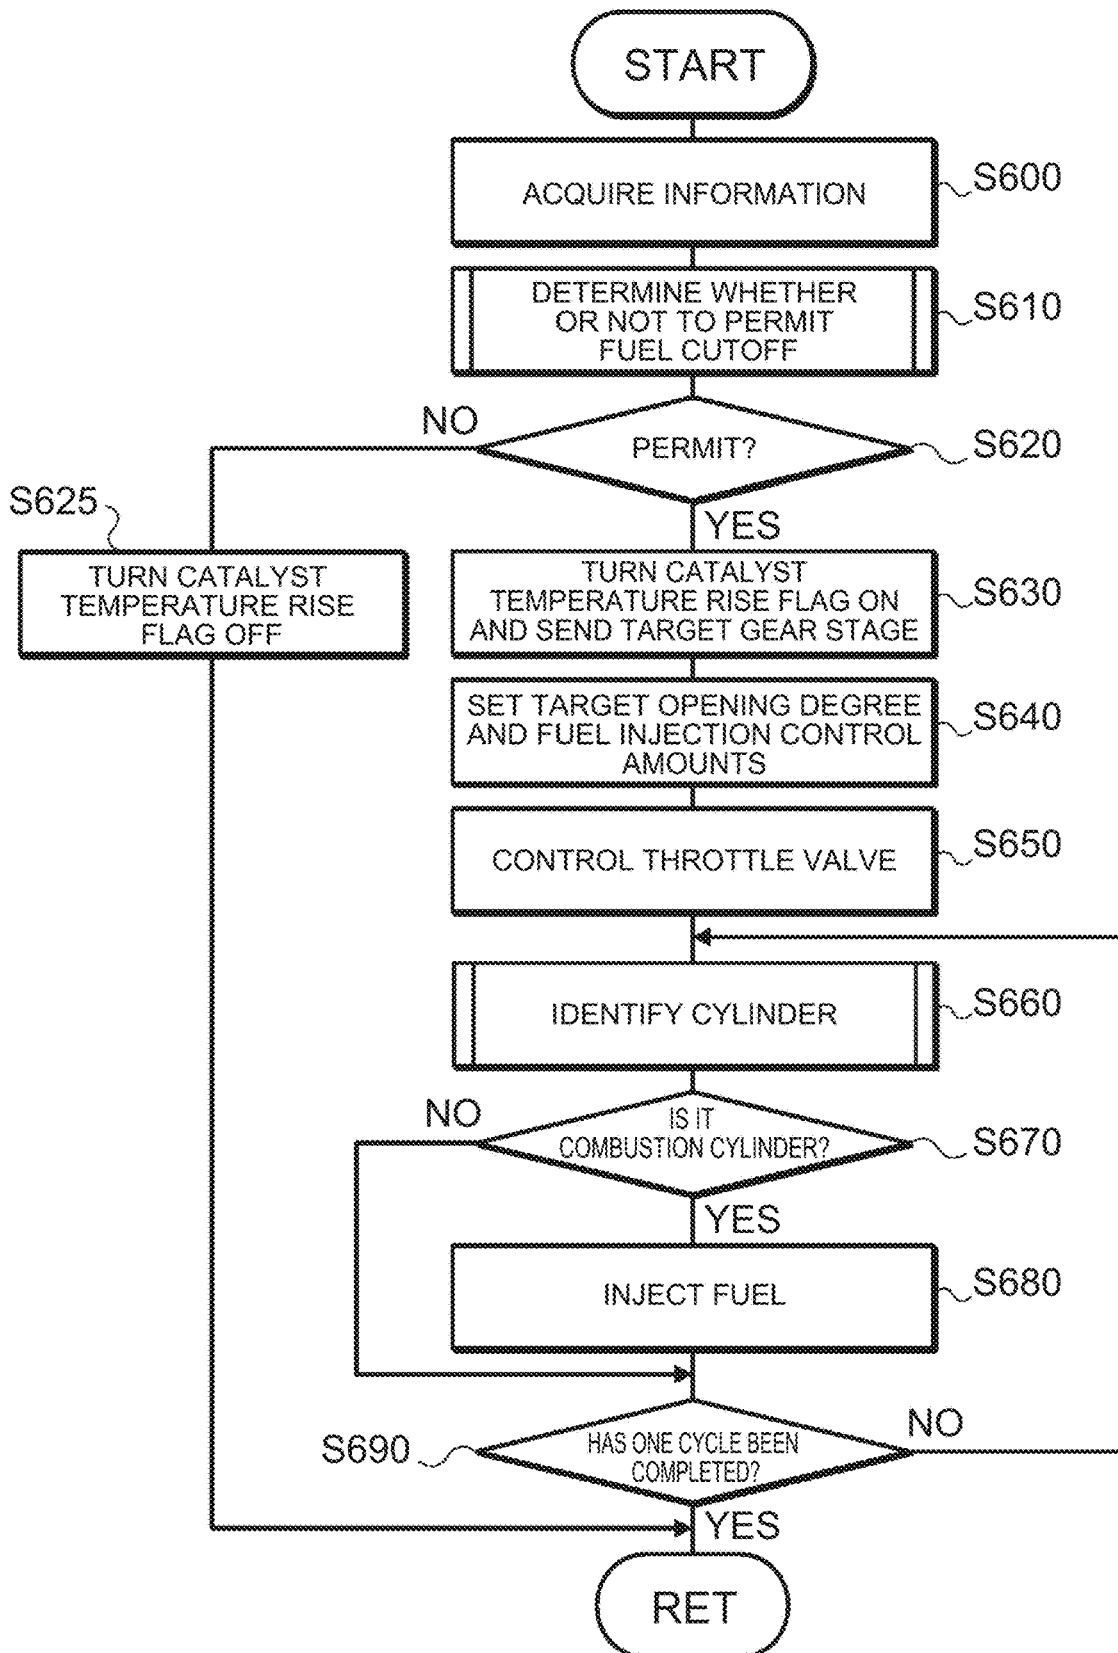 START
ACQUIRE INFORMATION
S600
DETERMINE WHETHER
OR NOT TO PERMIT
FUEL CUTOFF
S610
NO
PERMIT?
S620
YES
S625
TURN CATALYST
TEMPERATURE RISE
FLAG OFF
TURN CATALYST
TEMPERATURE RISE FLAG ON
AND SEND TARGET GEAR STAGE
S630
SET TARGET OPENING DEGREE
AND FUEL INJECTION CONTROL
AMOUNTS
S640
CONTROL THROTTLE VALVE
S650
IDENTIFY CYLINDER
S660
NO
IS IT
COMBUSTION CYLINDER?
S670
YES
INJECT FUEL
S680
S690
HAS ONE CYCLE BEEN
COMPLETED?
NO
YES
RET